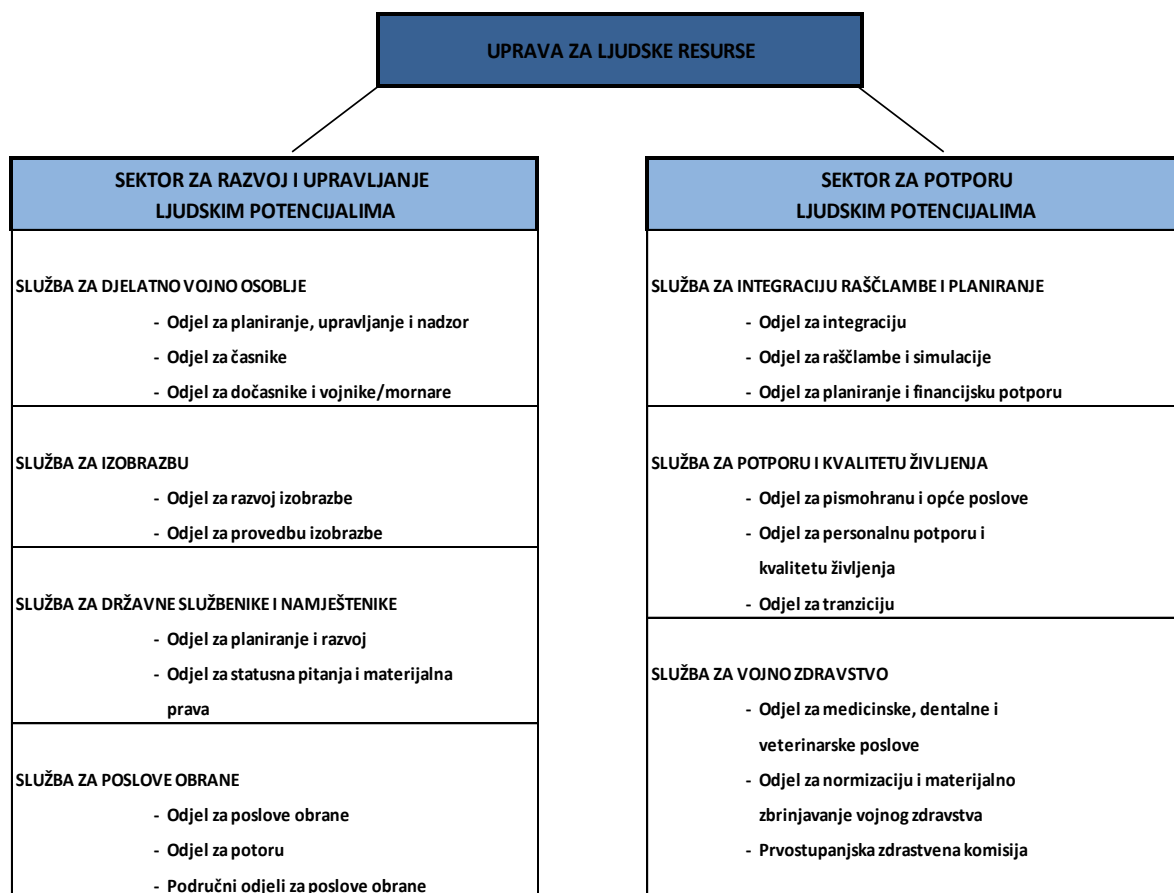 UPRAVA ZA LJUDSKE RESURSE
SEKTOR ZA RAZVOJ I UPRAVLJANJE
LJUDSKIM POTENCIJALIMA
SLUŽBA ZA DJELATNO VOJNO OSOBLJE
- Odjel za planiranje, upravljanje i nadzor
- Odjel za časnike
- Odjel za dočasnike i vojnike/mornare
SLUŽBA ZA IZOBRAZBU
- Odjel za razvoj izobrazbe
- Odjel za provedbu izobrazbe
SLUŽBA ZA DRŽAVNE SLUŽBENIKE I NAMJEŠTENIKE
- Odjel za planiranje i razvoj
- Odjel za statusna pitanja i materijalna
prava
SLUŽBA ZA POSLOVE OBRANE
- Odjel za poslove obrane
- Odjel za potoru
- Područni odjeli za poslove obrane
SEKTOR ZA POTPORU
LJUDSKIM POTENCIJALIMA
SLUŽBA ZA INTEGRACIJU RAŠČLAMBE I PLANIRANJE
- Odjel za integraciju
- Odjel za raščlambe i simulacije
- Odjel za planiranje i financijsku potporu
SLUŽBA ZA POTPORU I KVALITETU ŽIVLJENJA
- Odjel za pismohranu i opće poslove
- Odjel za personalnu potporu i
kvalitetu življenja
- Odjel za tranziciju
SLUŽBA ZA VOJNO ZDRAVSTVO
- Odjel za medicinske, dentalne i
veterinarske poslove
- Odjel za normizaciju i materijalno
zbrinjavanje vojnog zdravstva
- Prvostupanjska zdrastvena komisija